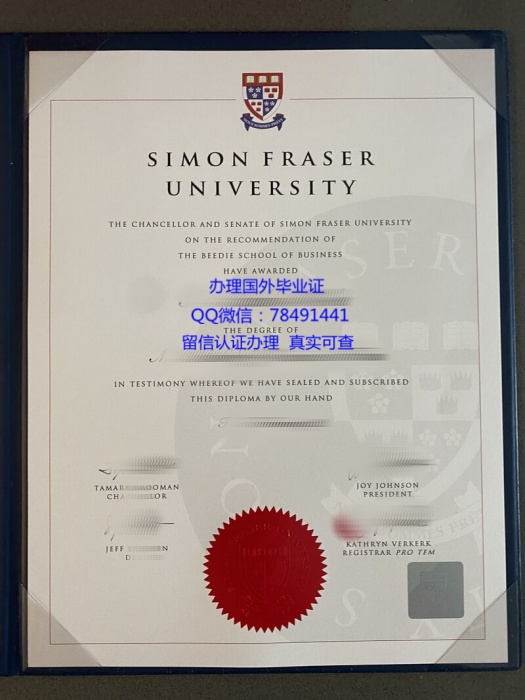 SIMON FRASER
UNIVERSITY
THE CHANCELLOR AND SENATE OF SIMON FRASER UNIVERSITY
ON THE RECOMMENDATION OF
THE BEEDIE SCHOOL OF BUSINESS
HAVE AWARDED
办理国外毕业证
QQ微信：78491441
THE DEGREE OF
留信认证办理 真实可查
IN TESTIMONY WHEREOF WE HAVE SEALED AND SUBSCRIBED
THIS DIPLOMA BY OUR HAND
JOY JOHNSON
PRESIDENT
JEFF
KATHRYN VERKERK
REGISTRAR PRO TEM